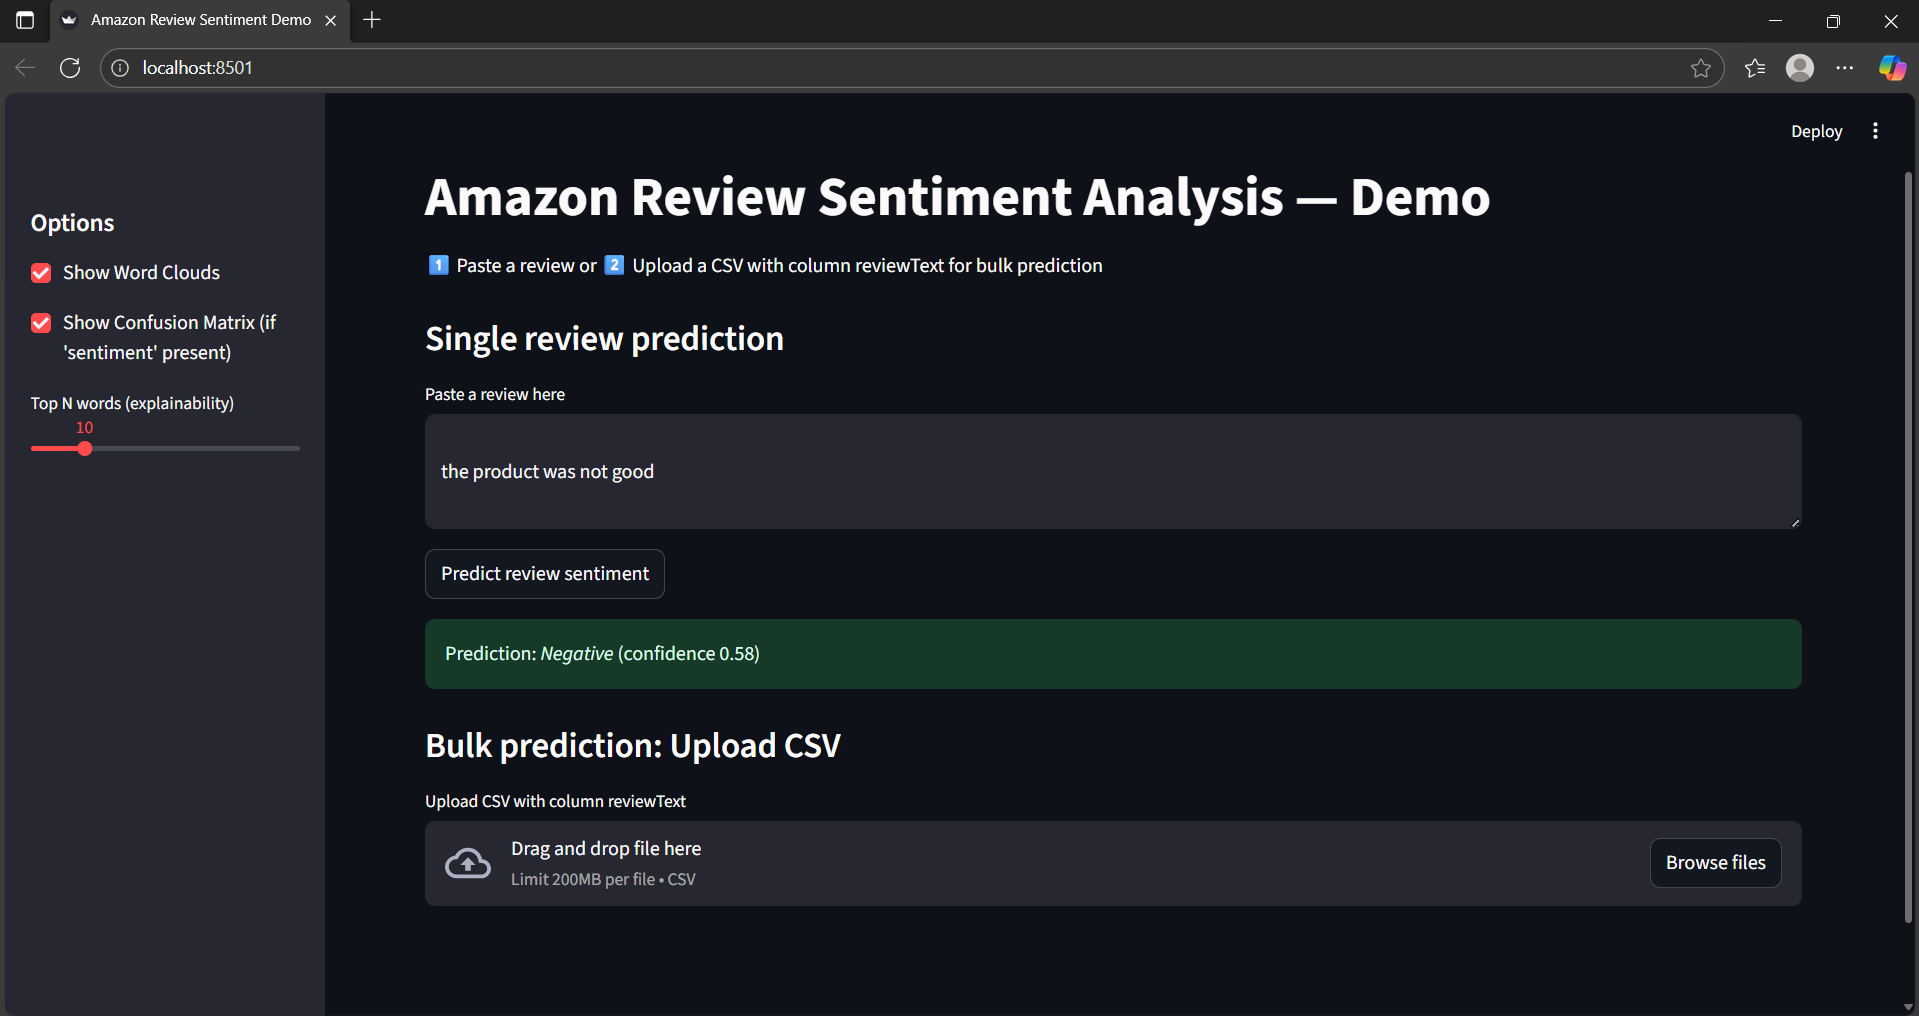 Amazon Review Sentiment Demo
localhost:8501
Deploy
Options
Show Word Clouds
Show Confusion Matrix (if
'sentiment' present)
Top N words (explainability)
10
Amazon Review Sentiment Analysis — Demo
1 Paste a review or 2 Upload a CSV with column reviewText for bulk prediction
Single review prediction
Paste a review here
the product was not good
Predict review sentiment
Prediction: Negative (confidence 0.58)
Bulk prediction: Upload CSV
Upload CSV with column reviewText
Drag and drop file here
Limit 200MB per file • CSV
Browse files